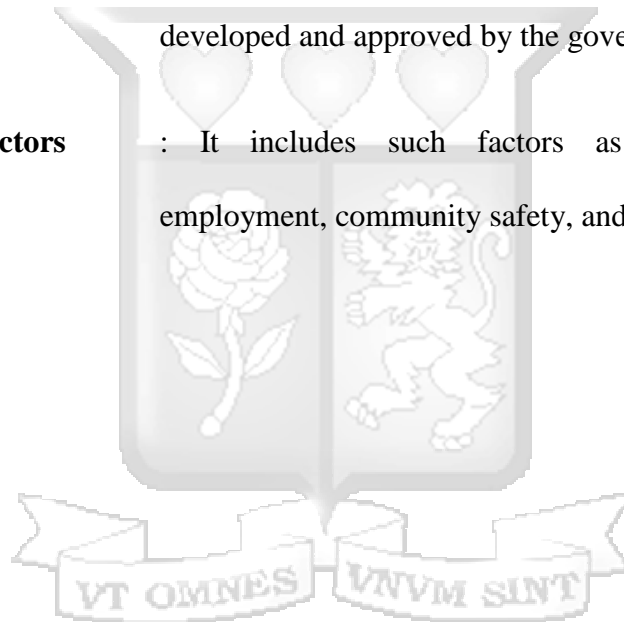 developed and approved by the gove
ctors : It includes such factors as
employment, community safety, and
VT OMNES VNVM SINT